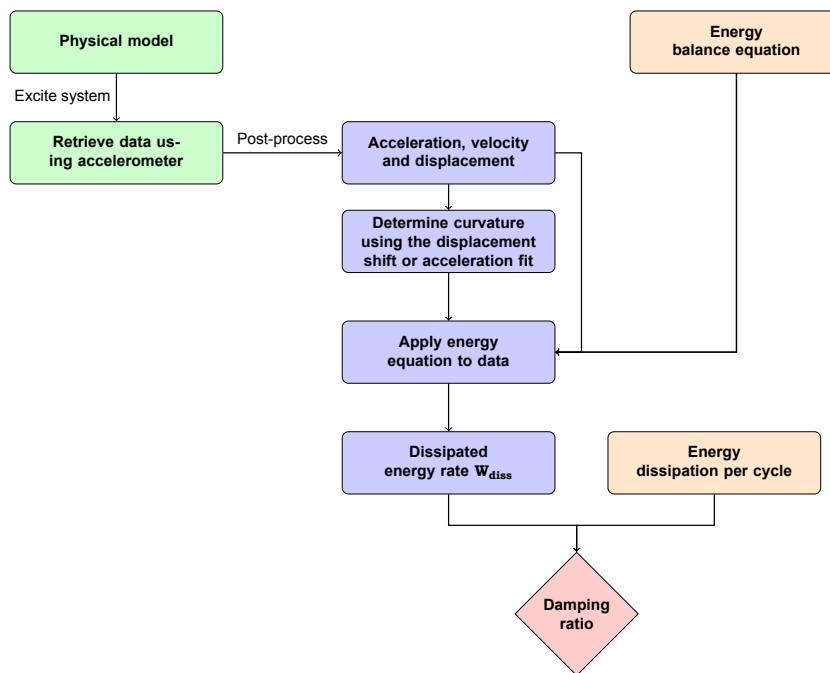 Physical model
Energy
balance equation
Excite system
Retrieve data us-
ing accelerometer
Post-process
Acceleration, velocity
and displacement
Determine curvature
using the displacement
shift or acceleration fit
Apply energy
equation to data
Dissipated
energy rate W_diss
Energy
dissipation per cycle
Damping
ratio